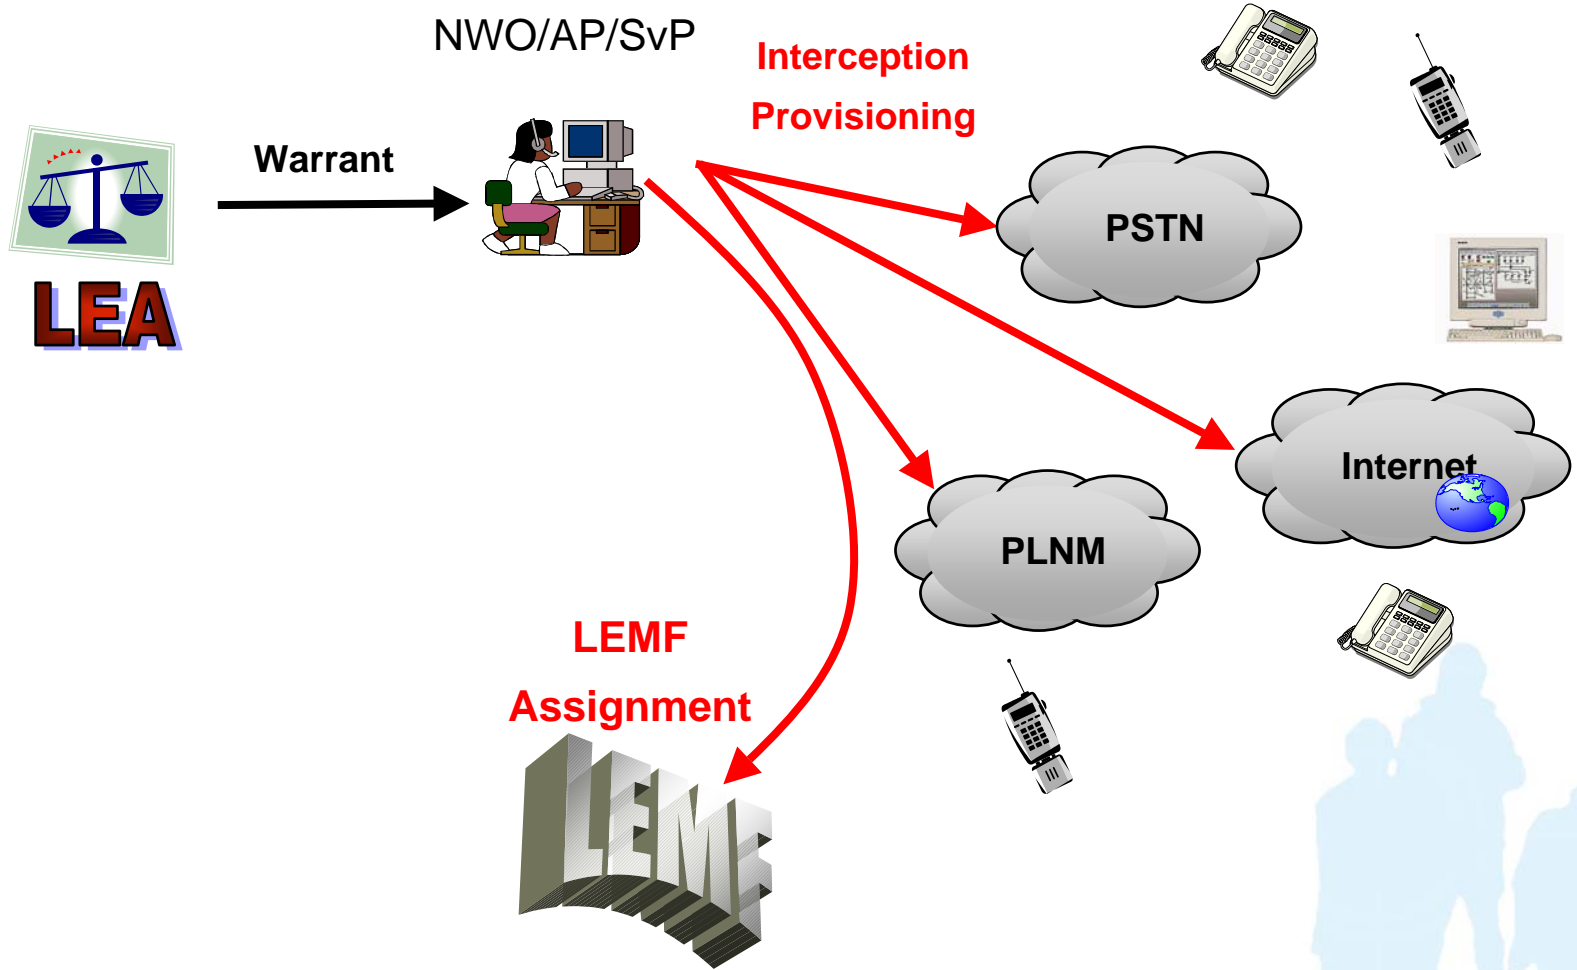 NWO/AP/SvP
Interception
Provisioning
Warrant
LEA
PSTN
Internet
PLNM
LEMF
Assignment
LEMF